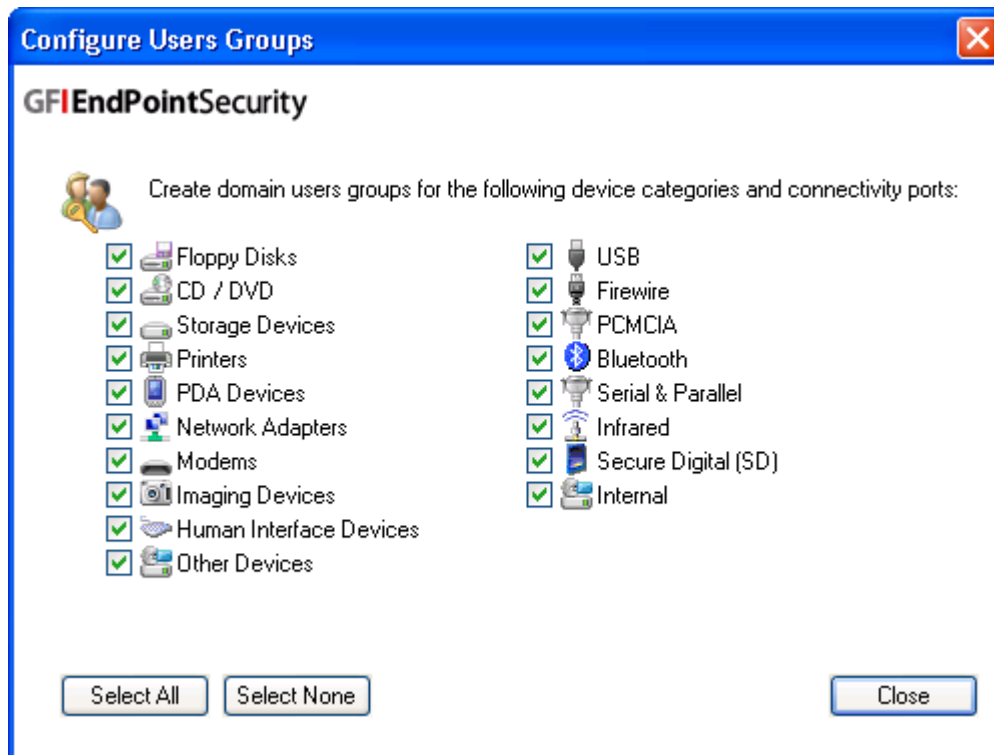 Configure Users Groups
GFI EndPointSecurity
Create domain users groups for the following device categories and connectivity ports:
Floppy Disks
CD / DVD
Storage Devices
Printers
PDA Devices
Network Adapters
Modems
Imaging Devices
Human Interface Devices
Other Devices
USB
Firewire
PCMCIA
Bluetooth
Serial & Parallel
Infrared
Secure Digital (SD)
Internal
Select All
Select None
Close